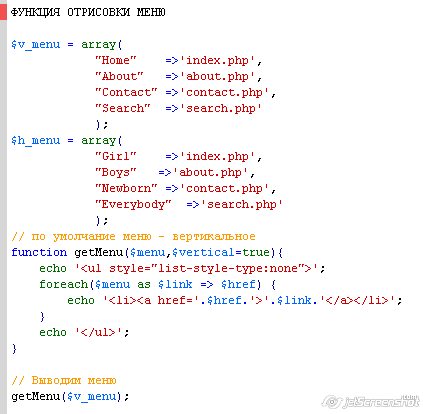 ФУНКЦИЯ ОТРИСОВКИ МЕНЮ
$v_menu = array(
"Home" =>'index.php',
"About" =>'about.php',
"Contact" =>'contact.php',
"Search" =>'search.php'
);
$h_menu = array(
"Girl" =>'index.php',
"Boys" =>'about.php',
"Newborn" =>'contact.php',
"Everybody" =>'search.php'
);
// по умолчание меню - вертикальное
function getMenu($menu,$vertical=true){
echo '<ul style="list-style-type:none">';
foreach($menu as $link => $href) {
echo '<li><a href='.$href.'>'.$link.'</a></li>';
}
echo '</ul>';
}
// Выводим меню
getMenu($v_menu);
jetScreenshot